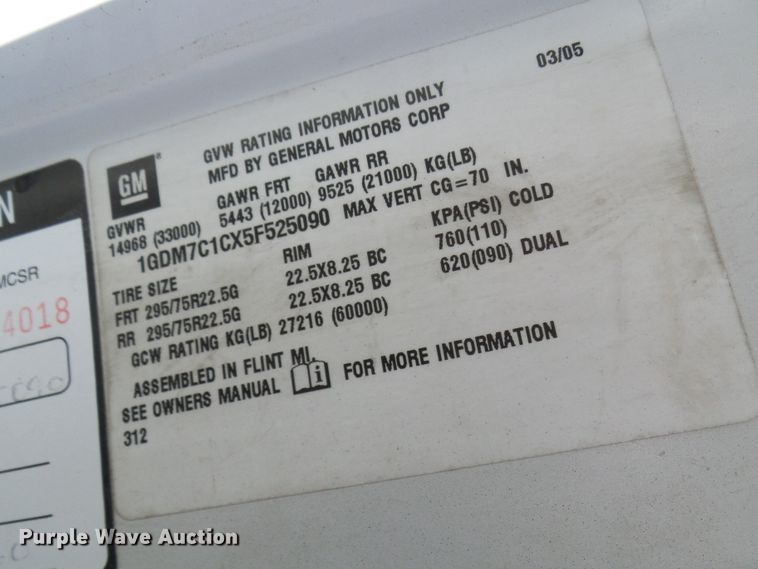 03/05
GM
GVW RATING INFORMATION ONLY
MFD BY GENERAL MOTORS CORP
GVWR GAWR FRT GAWR RR
14968 (33000) 5443 (12000) 9525 (21000) KG(LB)
1GDM7C1CX5F525090 MAX VERT CG=70 IN.
TIRE SIZE RIM KPA(PSI) COLD
FRT 295/75R22.5G 22.5X8.25 BC 760(110)
RR 295/75R22.5G 22.5X8.25 BC 620(090) DUAL
GCW RATING KG(LB) 27216 (60000)
ASSEMBLED IN FLINT MI,
SEE OWNERS MANUAL i FOR MORE INFORMATION
312
N
MCSR
4018
Purple Wave Auction